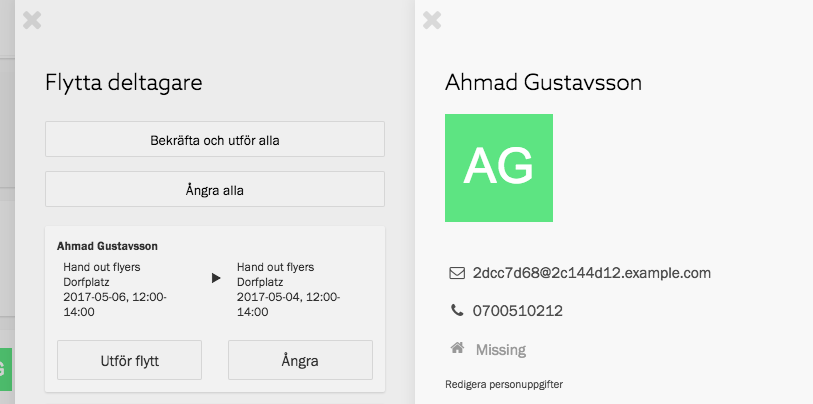 Flytta deltagare
Bekräfta och utför alla
Ångra alla
Ahmad Gustavsson
Hand out flyers
Dorfplatz
2017-05-06, 12:00-
14:00
Hand out flyers
Dorfplatz
2017-05-04, 12:00-
14:00
Utför flytt
Ångra
Ahmad Gustavsson
AG
2dcc7d68@2c144d12.example.com
0700510212
Missing
Redigera personuppgifter